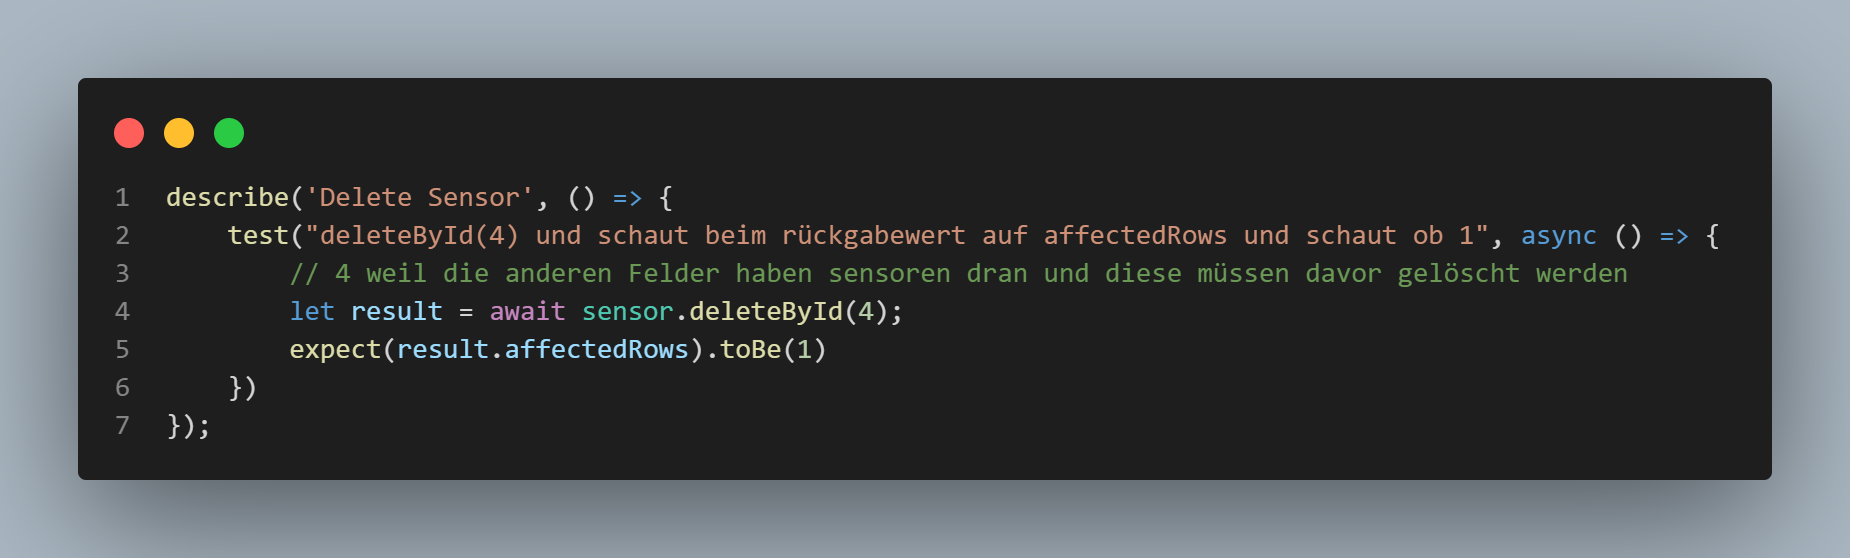 1 describe('Delete Sensor', () => {
2 test("deleteById(4) und schaut beim rückgabewert auf affectedRows und schaut ob 1", async () => {
3 // 4 weil die anderen Felder haben sensoren dran und diese müssen davor gelöscht werden
4 let result = await sensor.deleteById(4);
5 expect(result.affectedRows).toBe(1)
6 })
7 });